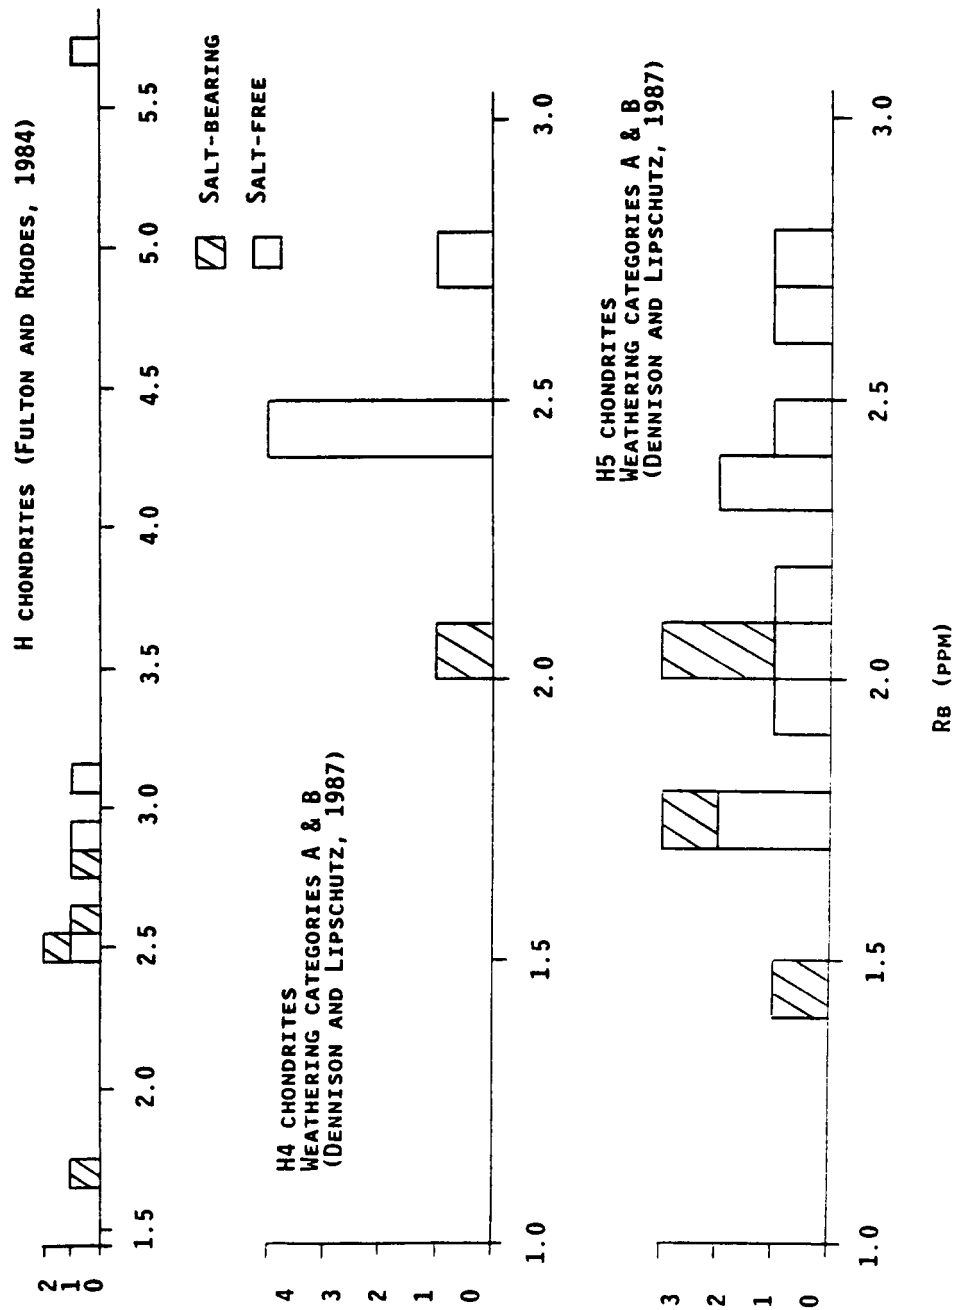 H CHONDRITES (FULTON AND RHODES, 1984)
2
1
0
1.5 2.0 2.5 3.0 3.5 4.0 4.5 5.0 5.5
SALT-BEARING
SALT-FREE
H4 CHONDRITES
WEATHERING CATEGORIES A & B
(DENNISON AND LIPSCHUTZ, 1987)
4
3
2
1
0
1.0 1.5 2.0 2.5 3.0
H5 CHONDRITES
WEATHERING CATEGORIES A & B
(DENNISON AND LIPSCHUTZ, 1987)
3
2
1
0
1.0 1.5 2.0 2.5 3.0
RB (PPM)